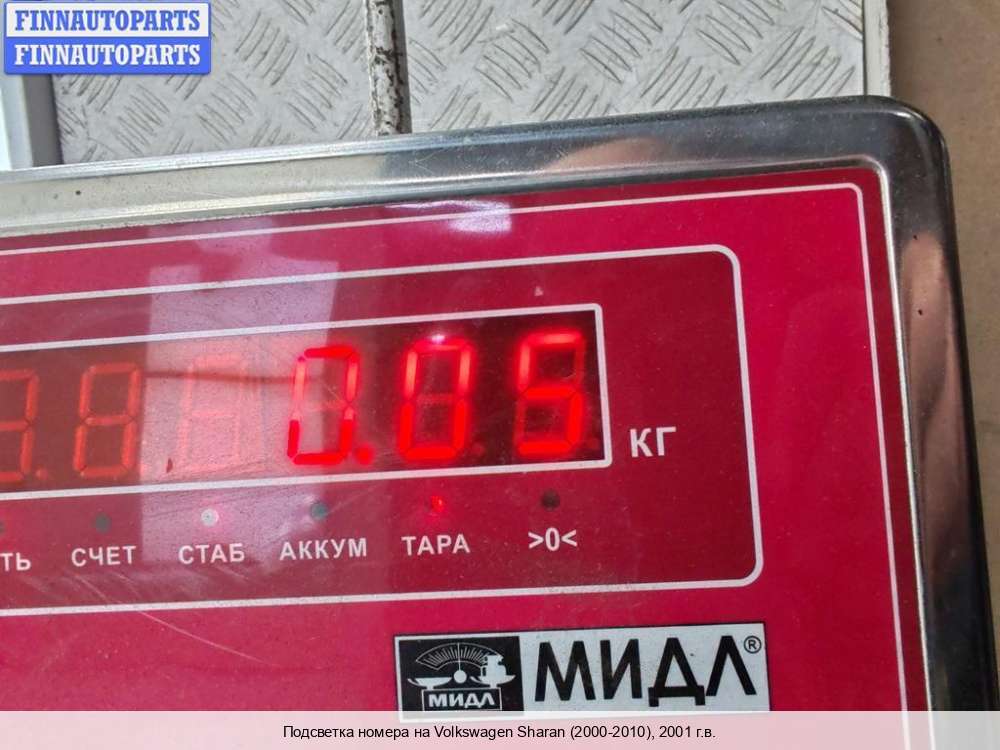 FINNAUTOPARTS
FINNAUTOPARTS
0.05
КГ
СЧЕТ СТАБ АККУМ ТАРА >0<
МИДЛ МИДЛ®
Подсветка номера на Volkswagen Sharan (2000-2010), 2001 г.в.